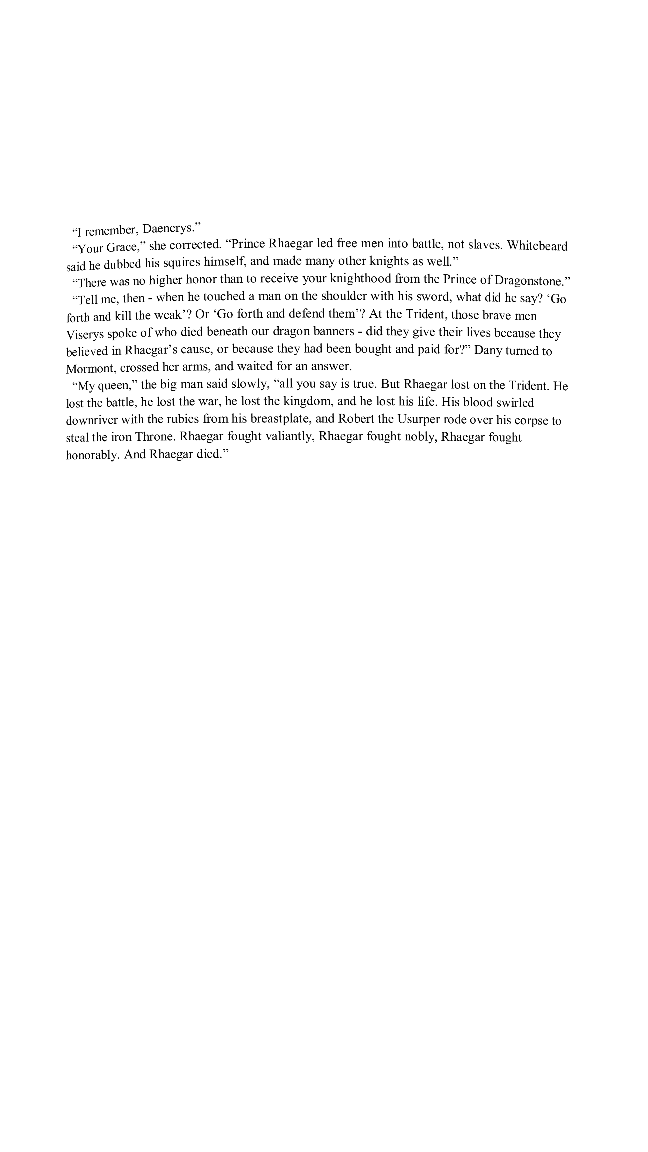 “I remember, Daenerys.”
“Your Grace,” she corrected. “Prince Rhaegar led free men into battle, not slaves. Whitebeard
said he dubbed his squires himself, and made many other knights as well.”
“There was no higher honor than to receive your knighthood from the Prince of Dragonstone.”
“Tell me, then - when he touched a man on the shoulder with his sword, what did he say? ‘Go
forth and kill the weak’? Or ‘Go forth and defend them’? At the Trident, those brave men
Viserys spoke of who died beneath our dragon banners - did they give their lives because they
believed in Rhaegar’s cause, or because they had been bought and paid for?” Dany turned to
Mormont, crossed her arms, and waited for an answer.
“My queen,” the big man said slowly, “all you say is true. But Rhaegar lost on the Trident. He
lost the battle, he lost the war, he lost the kingdom, and he lost his life. His blood swirled
downriver with the rubies from his breastplate, and Robert the Usurper rode over his corpse to
steal the iron Throne. Rhaegar fought valiantly, Rhaegar fought nobly, Rhaegar fought
honorably. And Rhaegar died.”